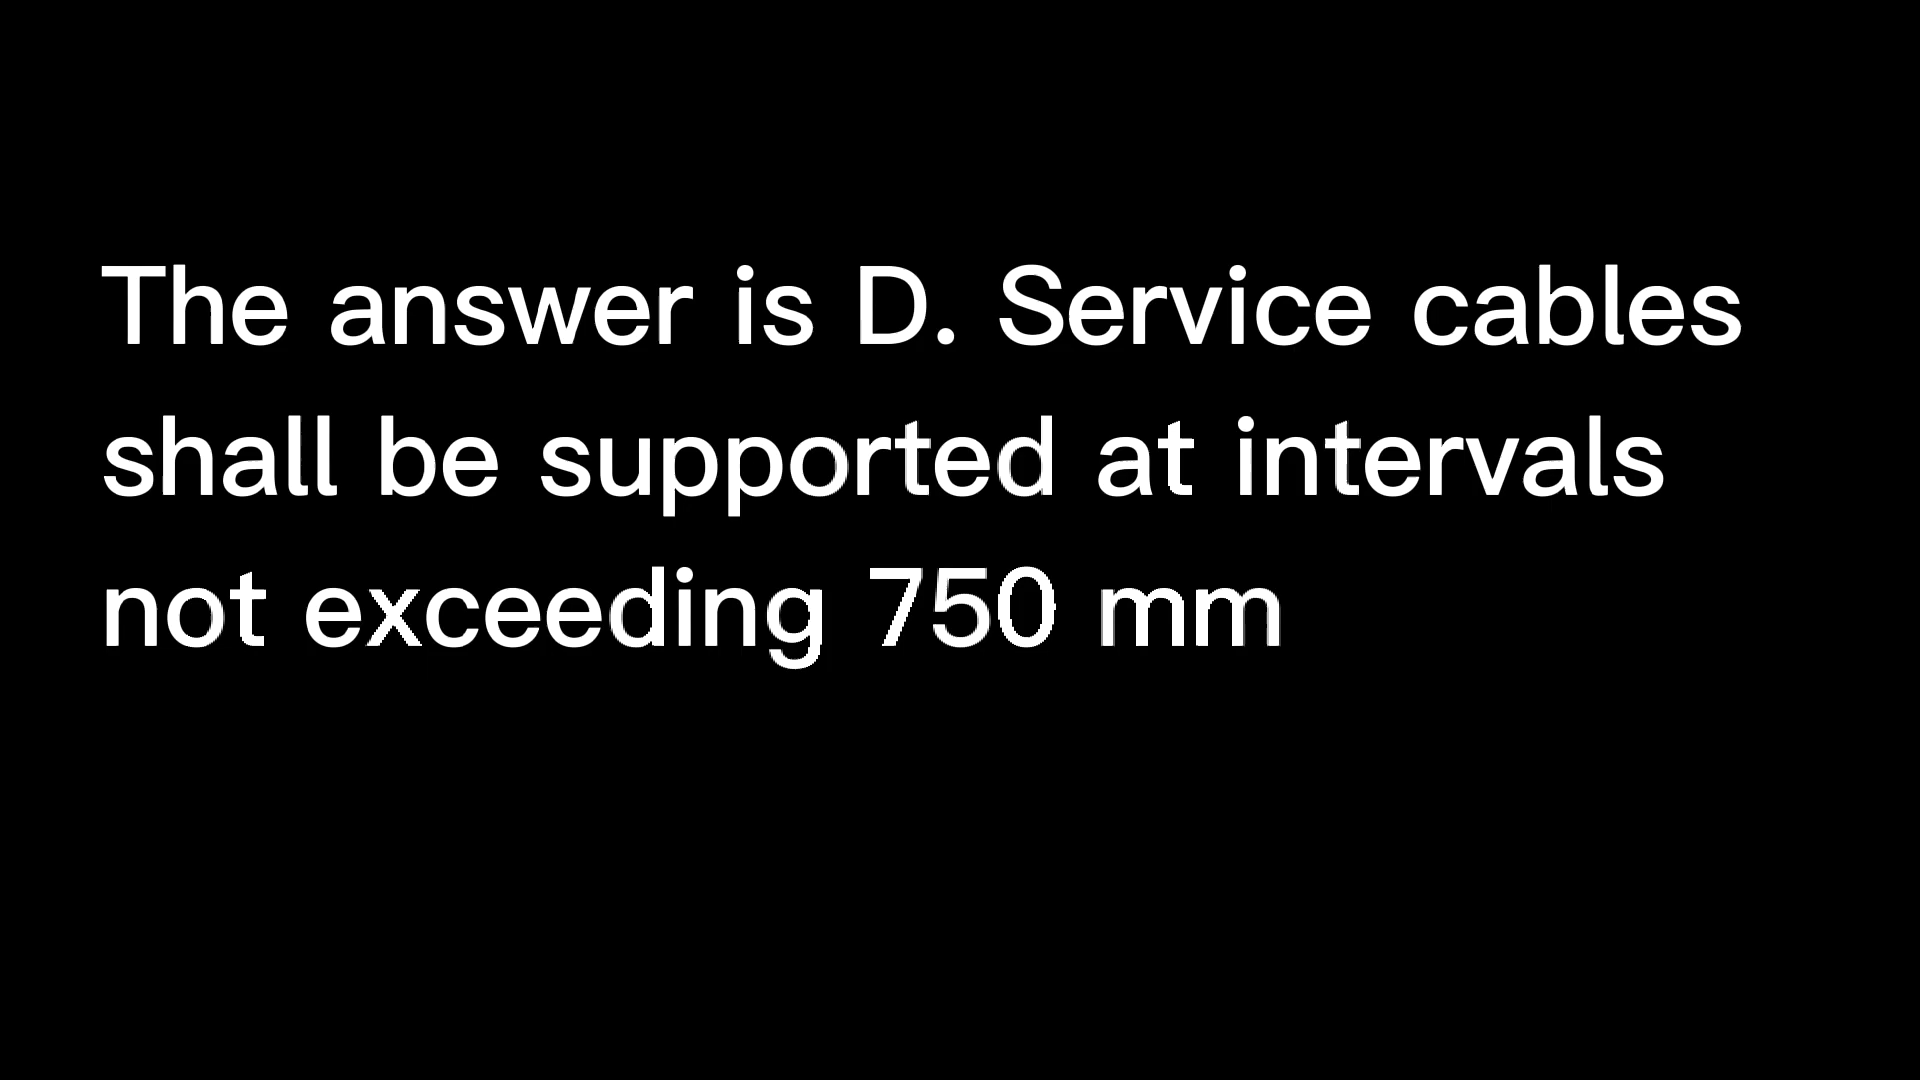 The answer is D. Service cables
shall be supported at intervals
not exceeding 750 mm